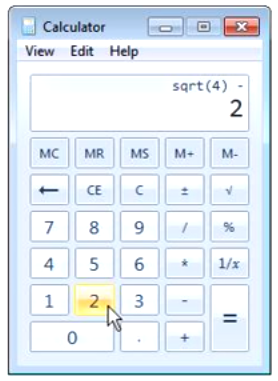 Calculator
View Edit Help
sqrt(4) -
2
MC MR MS M+ M-
← CE C ± √
7 8 9 / %
4 5 6 * 1/x
1 2 3 -
=
0 . +